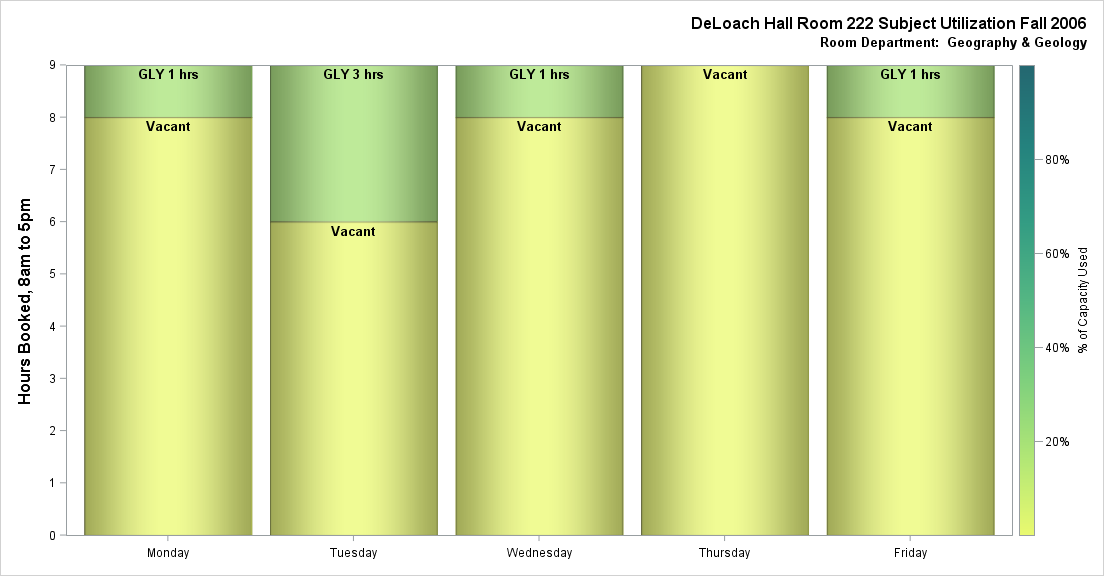 DeLoach Hall Room 222 Subject Utilization Fall 2006
Room Department:  Geography & Geology
Hours Booked, 8am to 5pm
9
8
7
6
5
4
3
2
1
0
GLY 1 hrs
Vacant
GLY 3 hrs
Vacant
GLY 1 hrs
Vacant
Vacant
GLY 1 hrs
Vacant
Monday
Tuesday
Wednesday
Thursday
Friday
80%
60%
40%
20%
% of Capacity Used